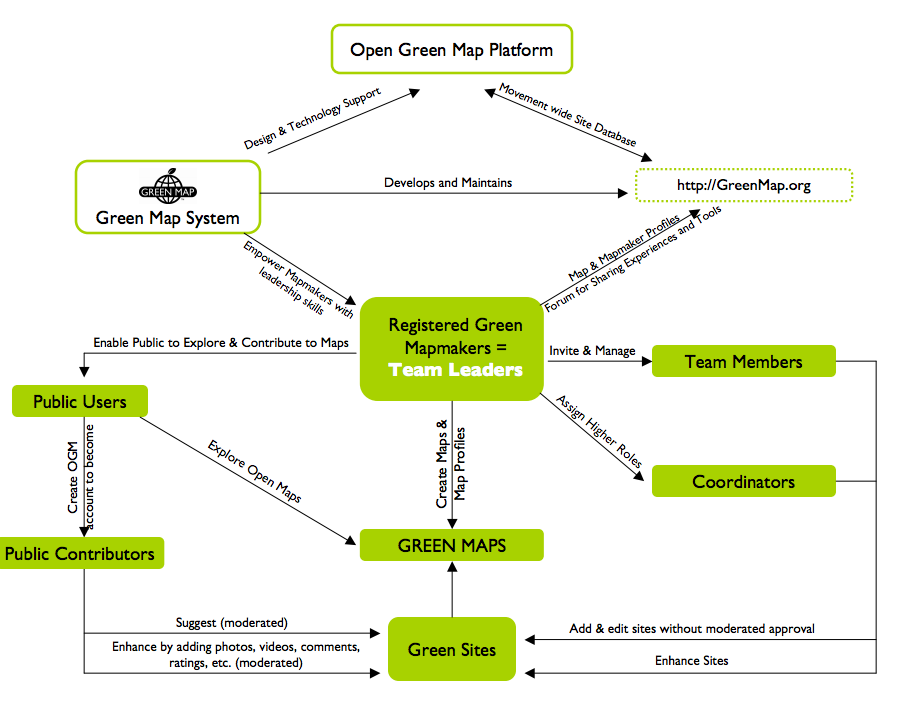 Open Green Map Platform
Design & Technology Support
Movement wide Site Database
GREEN MAP
Green Map System
Develops and Maintains
http://GreenMap.org
Empower Mapmakers with
leadership skills
Map & Mapmaker Profiles
Forum for Sharing Experiences and Tools
Registered Green
Mapmakers =
Team Leaders
Enable Public to Explore & Contribute to Maps
Invite & Manage
Team Members
Public Users
Assign Higher Roles
Create OGM
account to become
Explore Open Maps
Create Maps &
Map Profiles
Coordinators
GREEN MAPS
Public Contributors
Suggest (moderated)
Enhance by adding photos, videos, comments,
ratings, etc. (moderated)
Green Sites
Add & edit sites without moderated approval
Enhance Sites